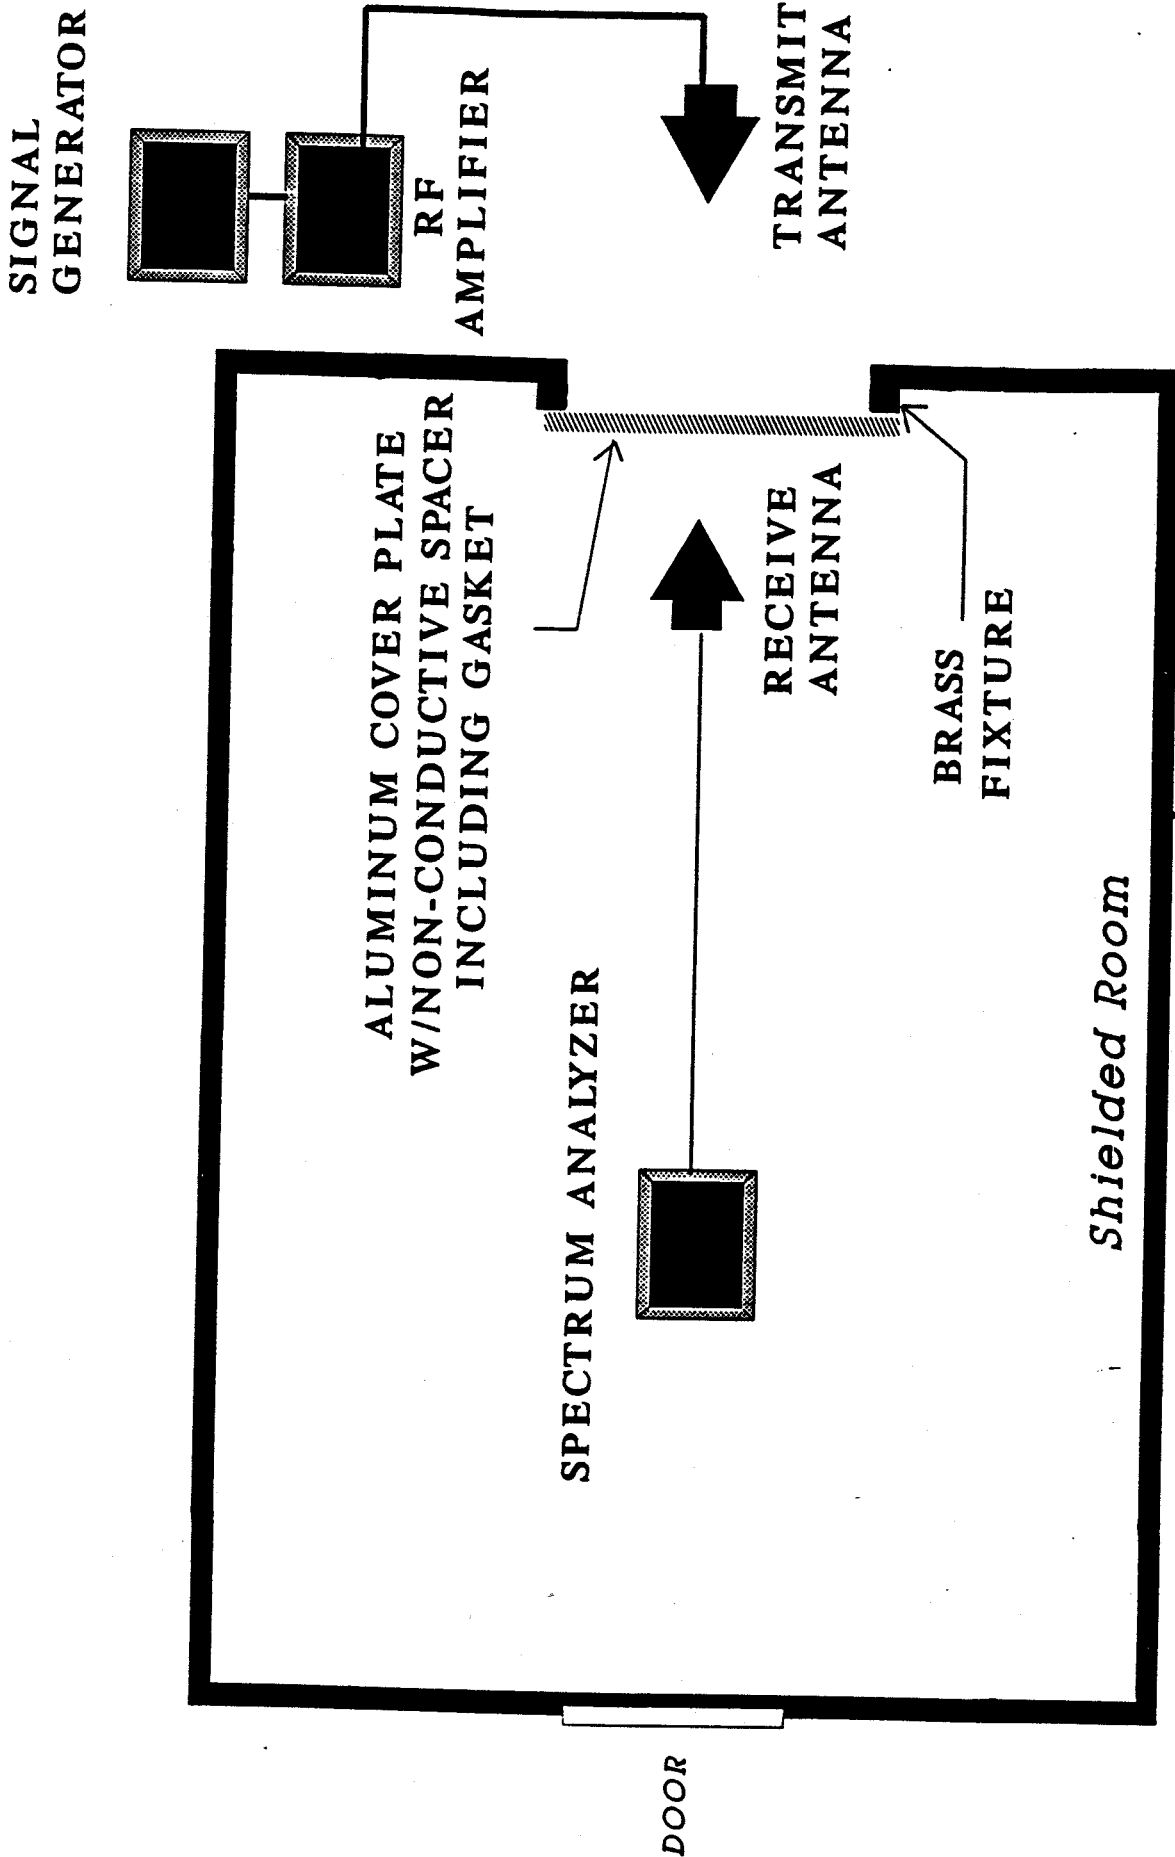 SIGNAL
GENERATOR
RF
AMPLIFIER
TRANSMIT
ANTENNA
ALUMINUM COVER PLATE
W/NON-CONDUCTIVE SPACER
INCLUDING GASKET
RECEIVE
ANTENNA
BRASS
FIXTURE
SPECTRUM ANALYZER
Shielded Room
DOOR